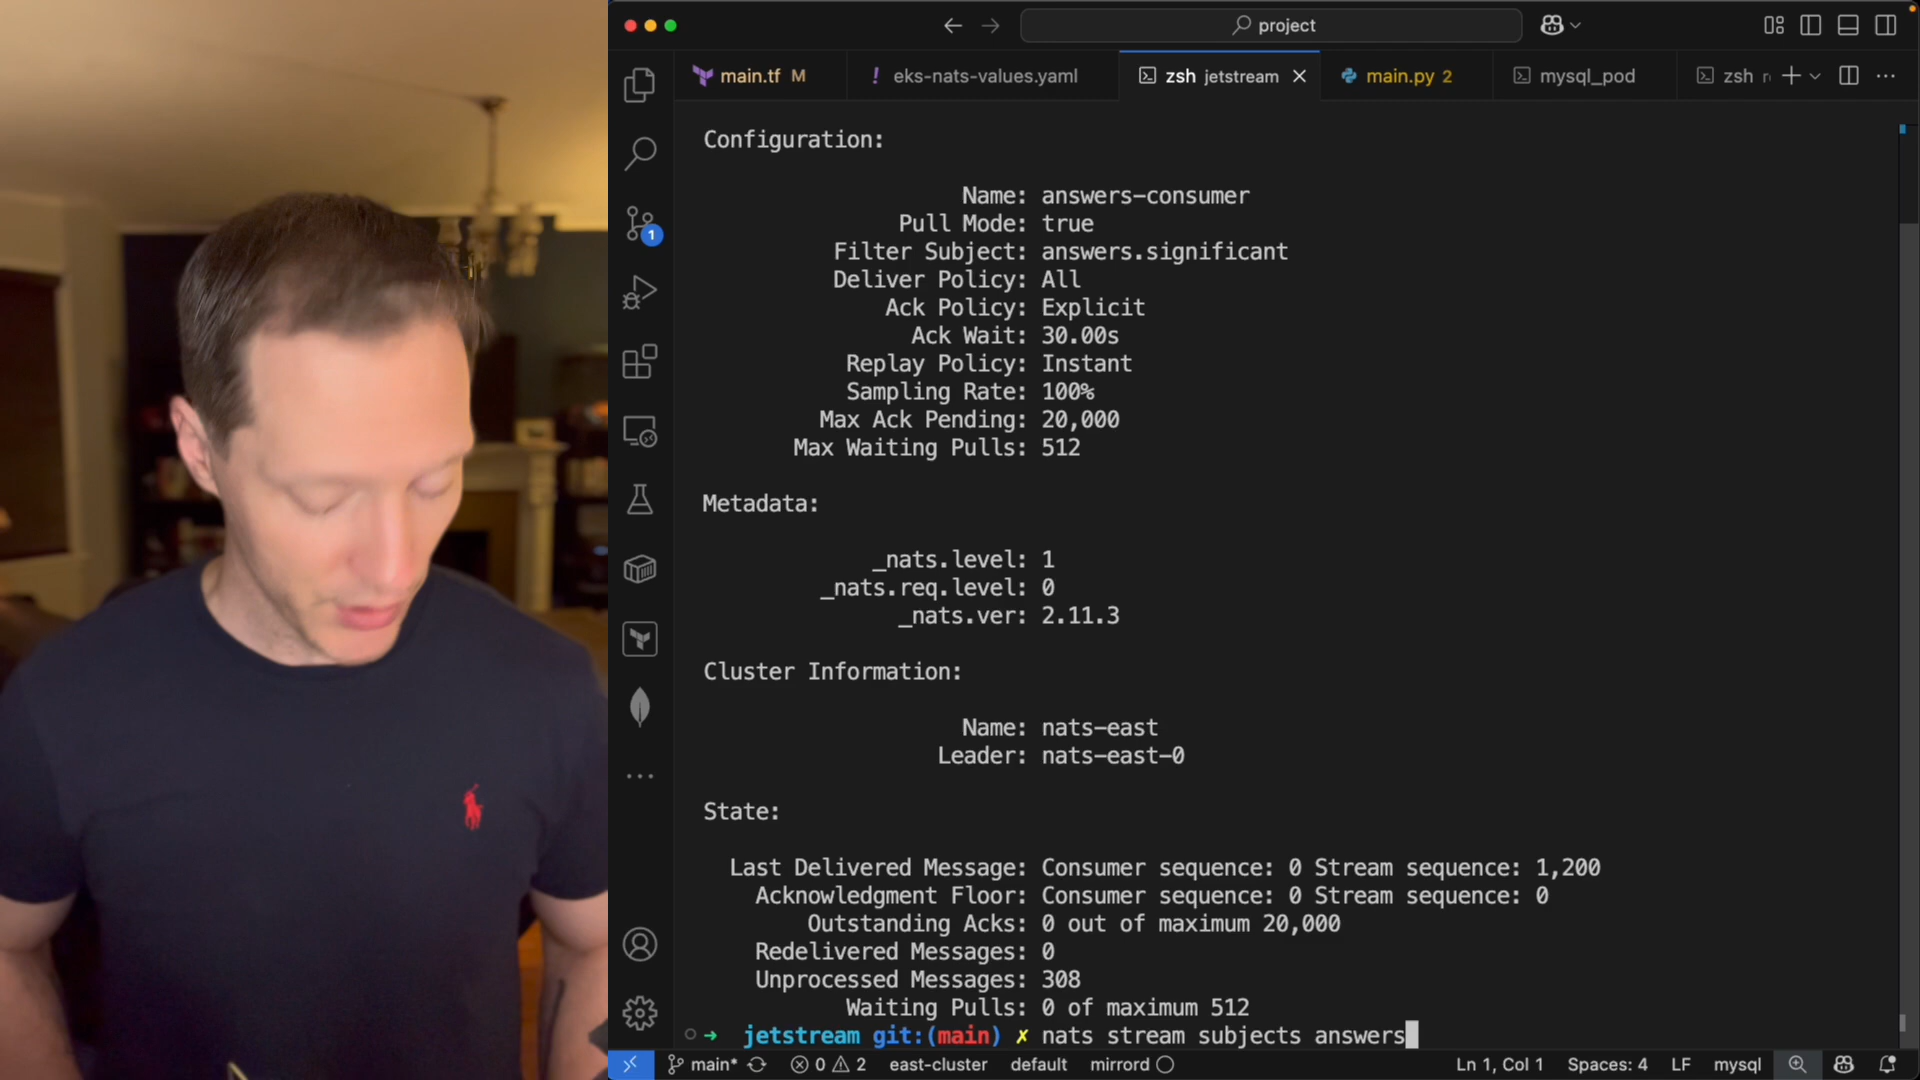 project
main.tf M
! eks-nats-values.yaml
zsh jetstream
main.py 2
mysql_pod
zsh
Configuration:
Name: answers-consumer
Pull Mode: true
Filter Subject: answers.significant
Deliver Policy: All
Ack Policy: Explicit
Ack Wait: 30.00s
Replay Policy: Instant
Sampling Rate: 100%
Max Ack Pending: 20,000
Max Waiting Pulls: 512
Metadata:
_nats.level: 1
_nats.req.level: 0
_nats.ver: 2.11.3
Cluster Information:
Name: nats-east
Leader: nats-east-0
State:
Last Delivered Message: Consumer sequence: 0 Stream sequence: 1,200
Acknowledgment Floor: Consumer sequence: 0 Stream sequence: 0
Outstanding Acks: 0 out of maximum 20,000
Redelivered Messages: 0
Unprocessed Messages: 308
Waiting Pulls: 0 of maximum 512
→ jetstream git:(main) ✗ nats stream subjects answers
1
main* 0 2 east-cluster default mirrord Ln 1, Col 1 Spaces: 4 LF mysql